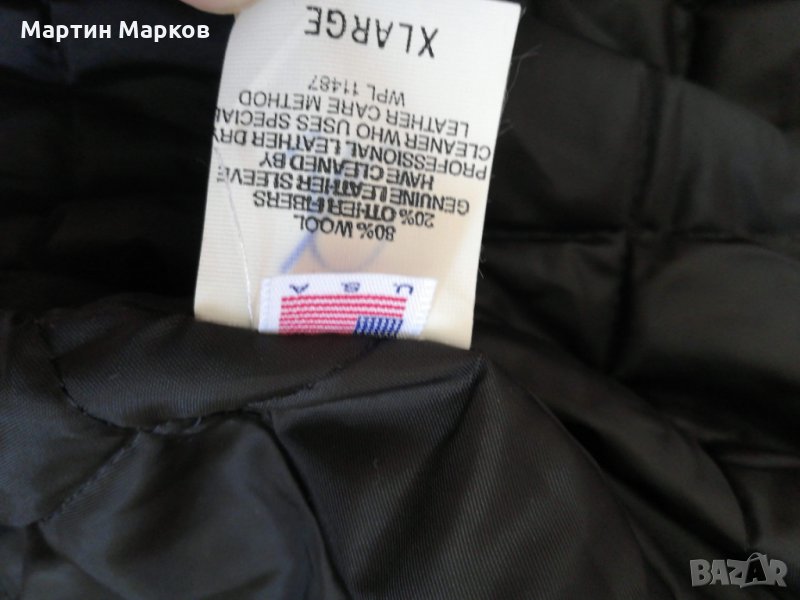 Мартин Марков
XLARGE
WPL 11487
LEATHER CARE METHOD
CLEANER WHO USES SPECIAL
PROFESSIONAL LEATHER DRY
HAVE CLEANED BY
GENUINE LEATHER SLEEVE
20% OTHER FIBERS
80% WOOL
U. S. A
BAZAR